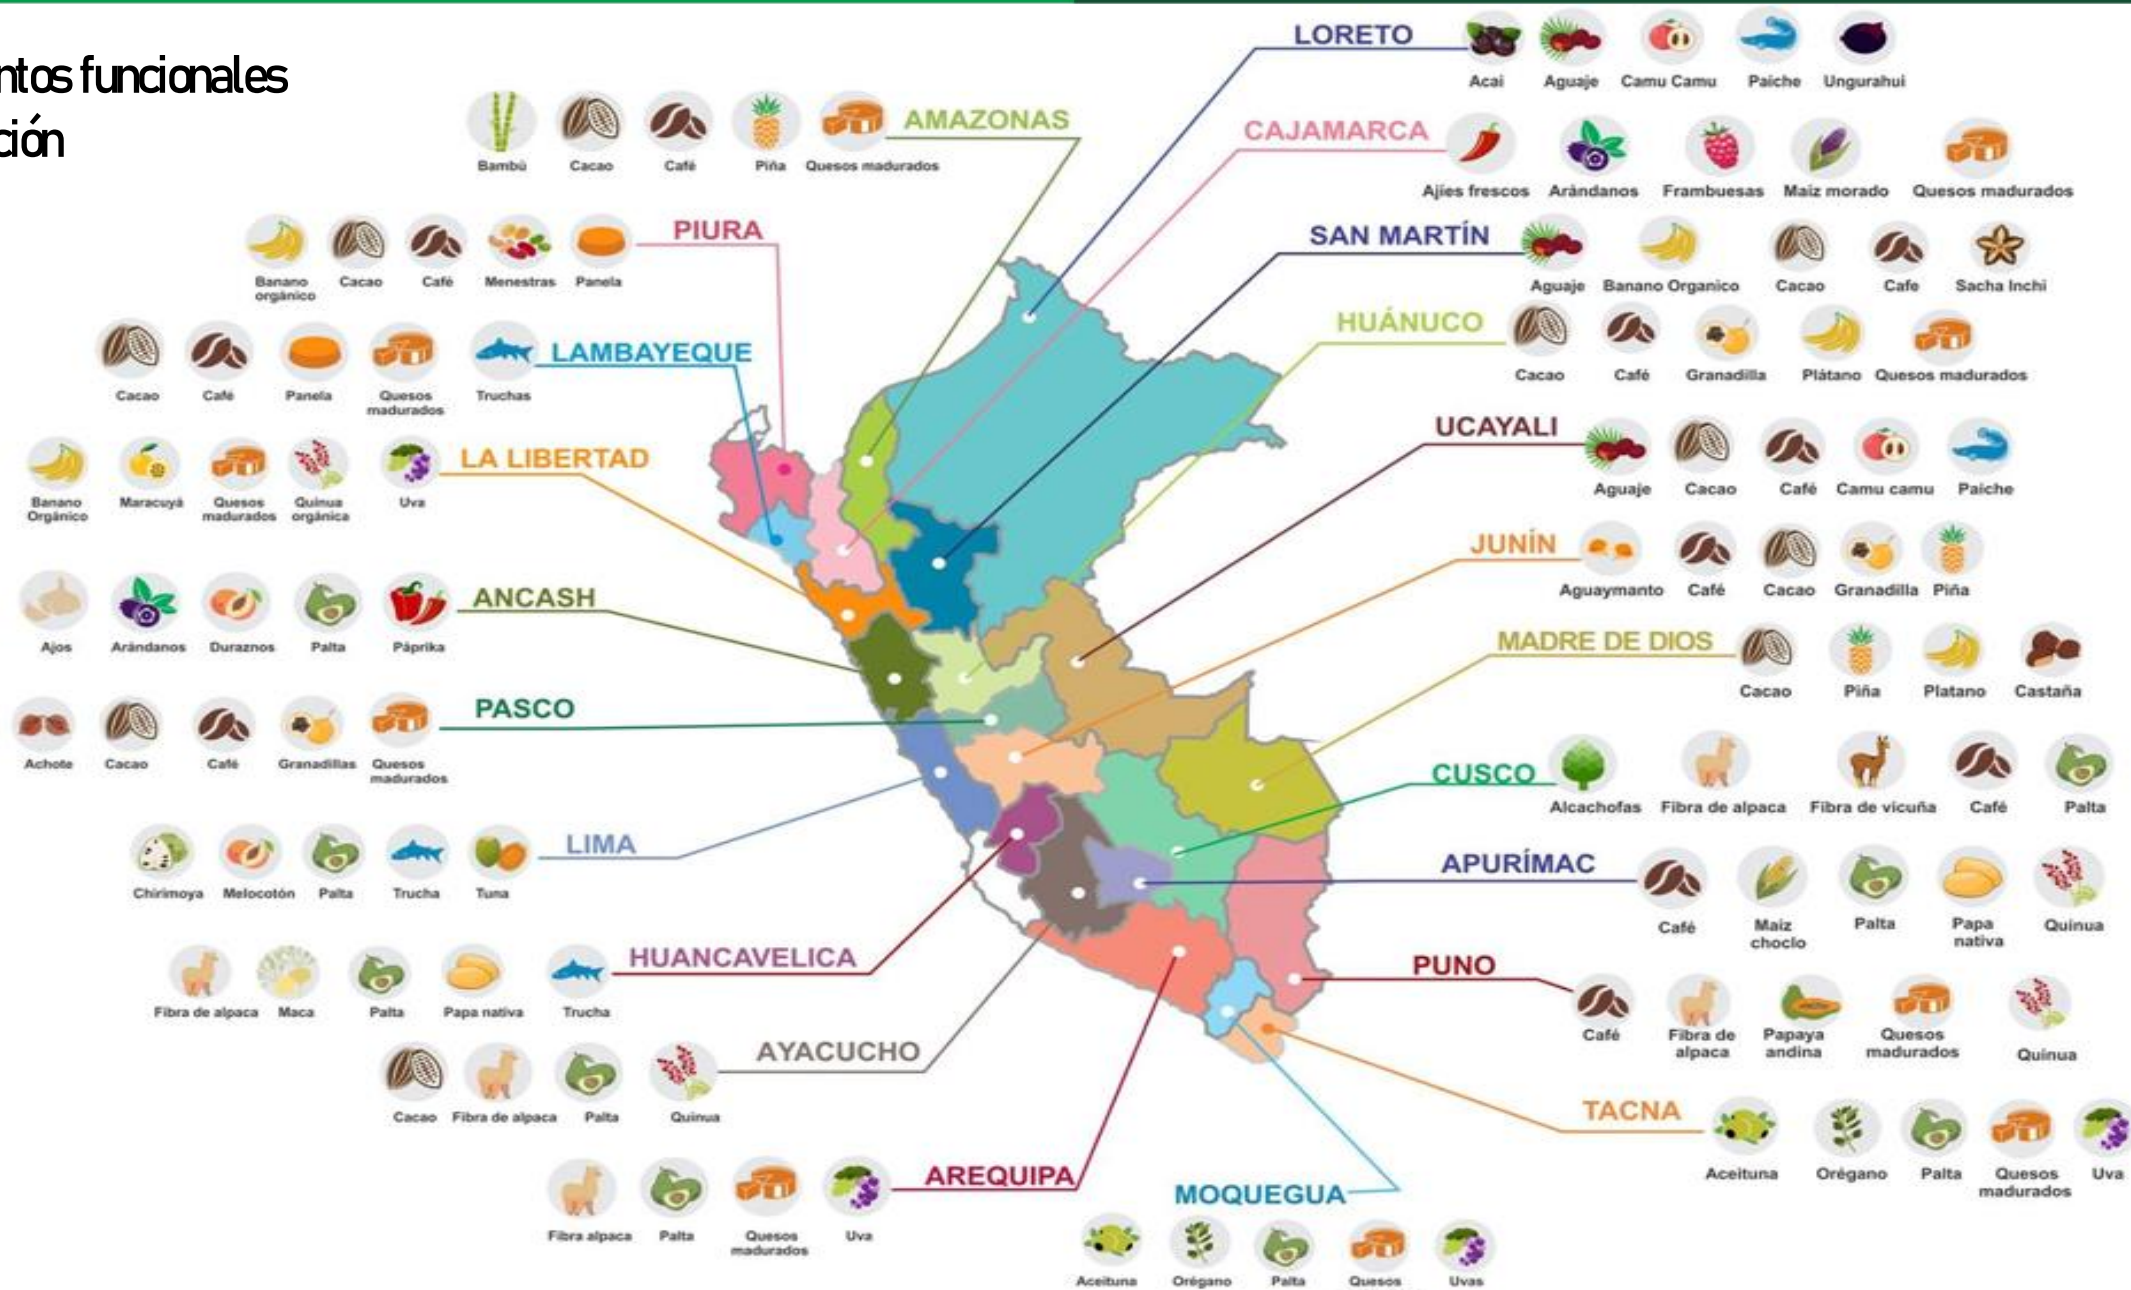 ntos funcionales
ción
LORETO
Acai Aguaje Camu Camu Paiche Ungurahui
AMAZONAS
Bambú Cacao Café Piña Quesos madurados
CAJAMARCA
Ajíes frescos Arándanos Frambuesas Maiz morado Quesos madurados
PIURA
Banano Cacao Café Menestras Panela
orgánico
SAN MARTÍN
Aguaje Banano Organico Cacao Cafe Sacha Inchi
HUÁNUCO
Cacao Café Granadilla Plátano Quesos madurados
LAMBAYEQUE
Cacao Café Panela Quesos Truchas
madurados
UCAYALI
Aguaje Cacao Café Camu camu Paiche
LA LIBERTAD
Banano Maracuyá Quesos Quinua Uva
Orgánico madurados orgánica
JUNÍN
Aguaymanto Café Cacao Granadilla Piña
ANCASH
Ajos Arándanos Duraznos Palta Páprika
MADRE DE DIOS
Cacao Piña Platano Castaña
PASCO
Achote Cacao Café Granadillas Quesos
madurados
CUSCO
Alcachofas Fibra de alpaca Fibra de vicuña Café Palta
LIMA
Chirimoya Melocotón Palta Trucha Tuna
APURÍMAC
Café Maiz Palta Papa Quinua
choclo nativa
HUANCAVELICA
Fibra de alpaca Maca Palta Papa nativa Trucha
PUNO
Café Fibra de Papaya Quesos Quinua
alpaca andina madurados
AYACUCHO
Cacao Fibra de alpaca Palta Quinua
TACNA
Aceituna Orégano Palta Quesos Uva
madurados
AREQUIPA
Fibra alpaca Palta Quesos Uva
madurados
MOQUEGUA
Aceituna Orégano Palta Quesos Uvas